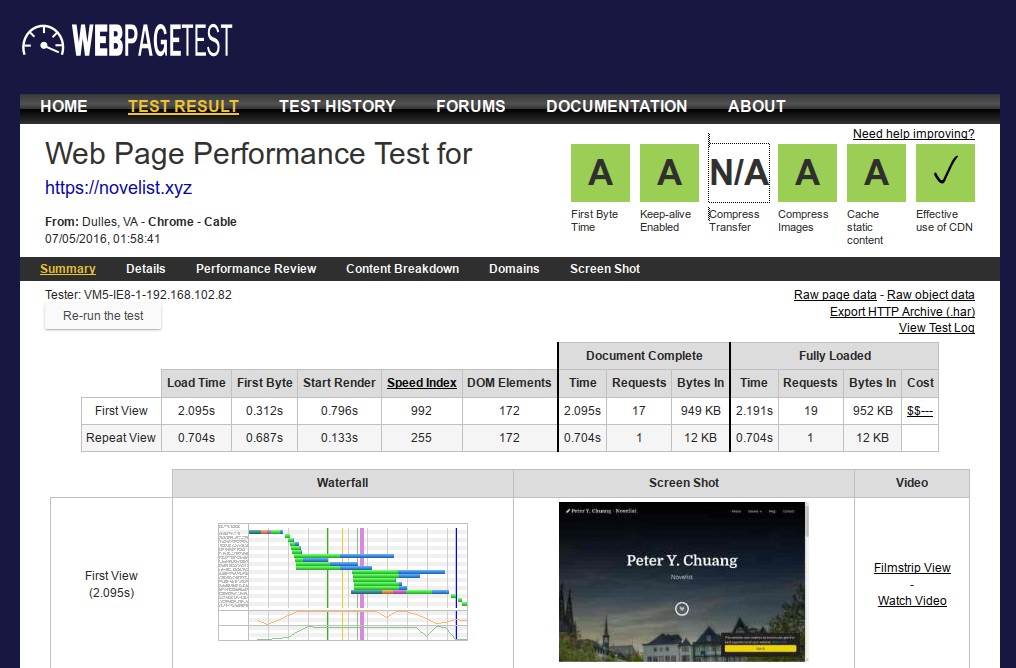 WEBPAGETEST
HOME TEST RESULT TEST HISTORY FORUMS DOCUMENTATION ABOUT
Need help improving?
Web Page Performance Test for
https://novelist.xyz
From: Dulles, VA - Chrome - Cable
07/05/2016, 01:58:41
A A N/A A A ✓
First Byte Time
Keep-alive Enabled
Compress Transfer
Compress Images
Cache static content
Effective use of CDN
Summary Details Performance Review Content Breakdown Domains Screen Shot
Tester: VM5-IE8-1-192.168.102.82
Re-run the test
Raw page data - Raw object data
Export HTTP Archive (.har)
View Test Log
Document Complete Fully Loaded
Load Time First Byte Start Render Speed Index DOM Elements Time Requests Bytes In Time Requests Bytes In Cost
First View 2.095s 0.312s 0.796s 992 172 2.095s 17 949 KB 2.191s 19 952 KB $$---
Repeat View 0.704s 0.687s 0.133s 255 172 0.704s 1 12 KB 0.704s 1 12 KB
Waterfall Screen Shot Video
First View
(2.095s)
Peter Y. Chuang - Novelist
Peter Y. Chuang
Novelist
Filmstrip View
-
Watch Video